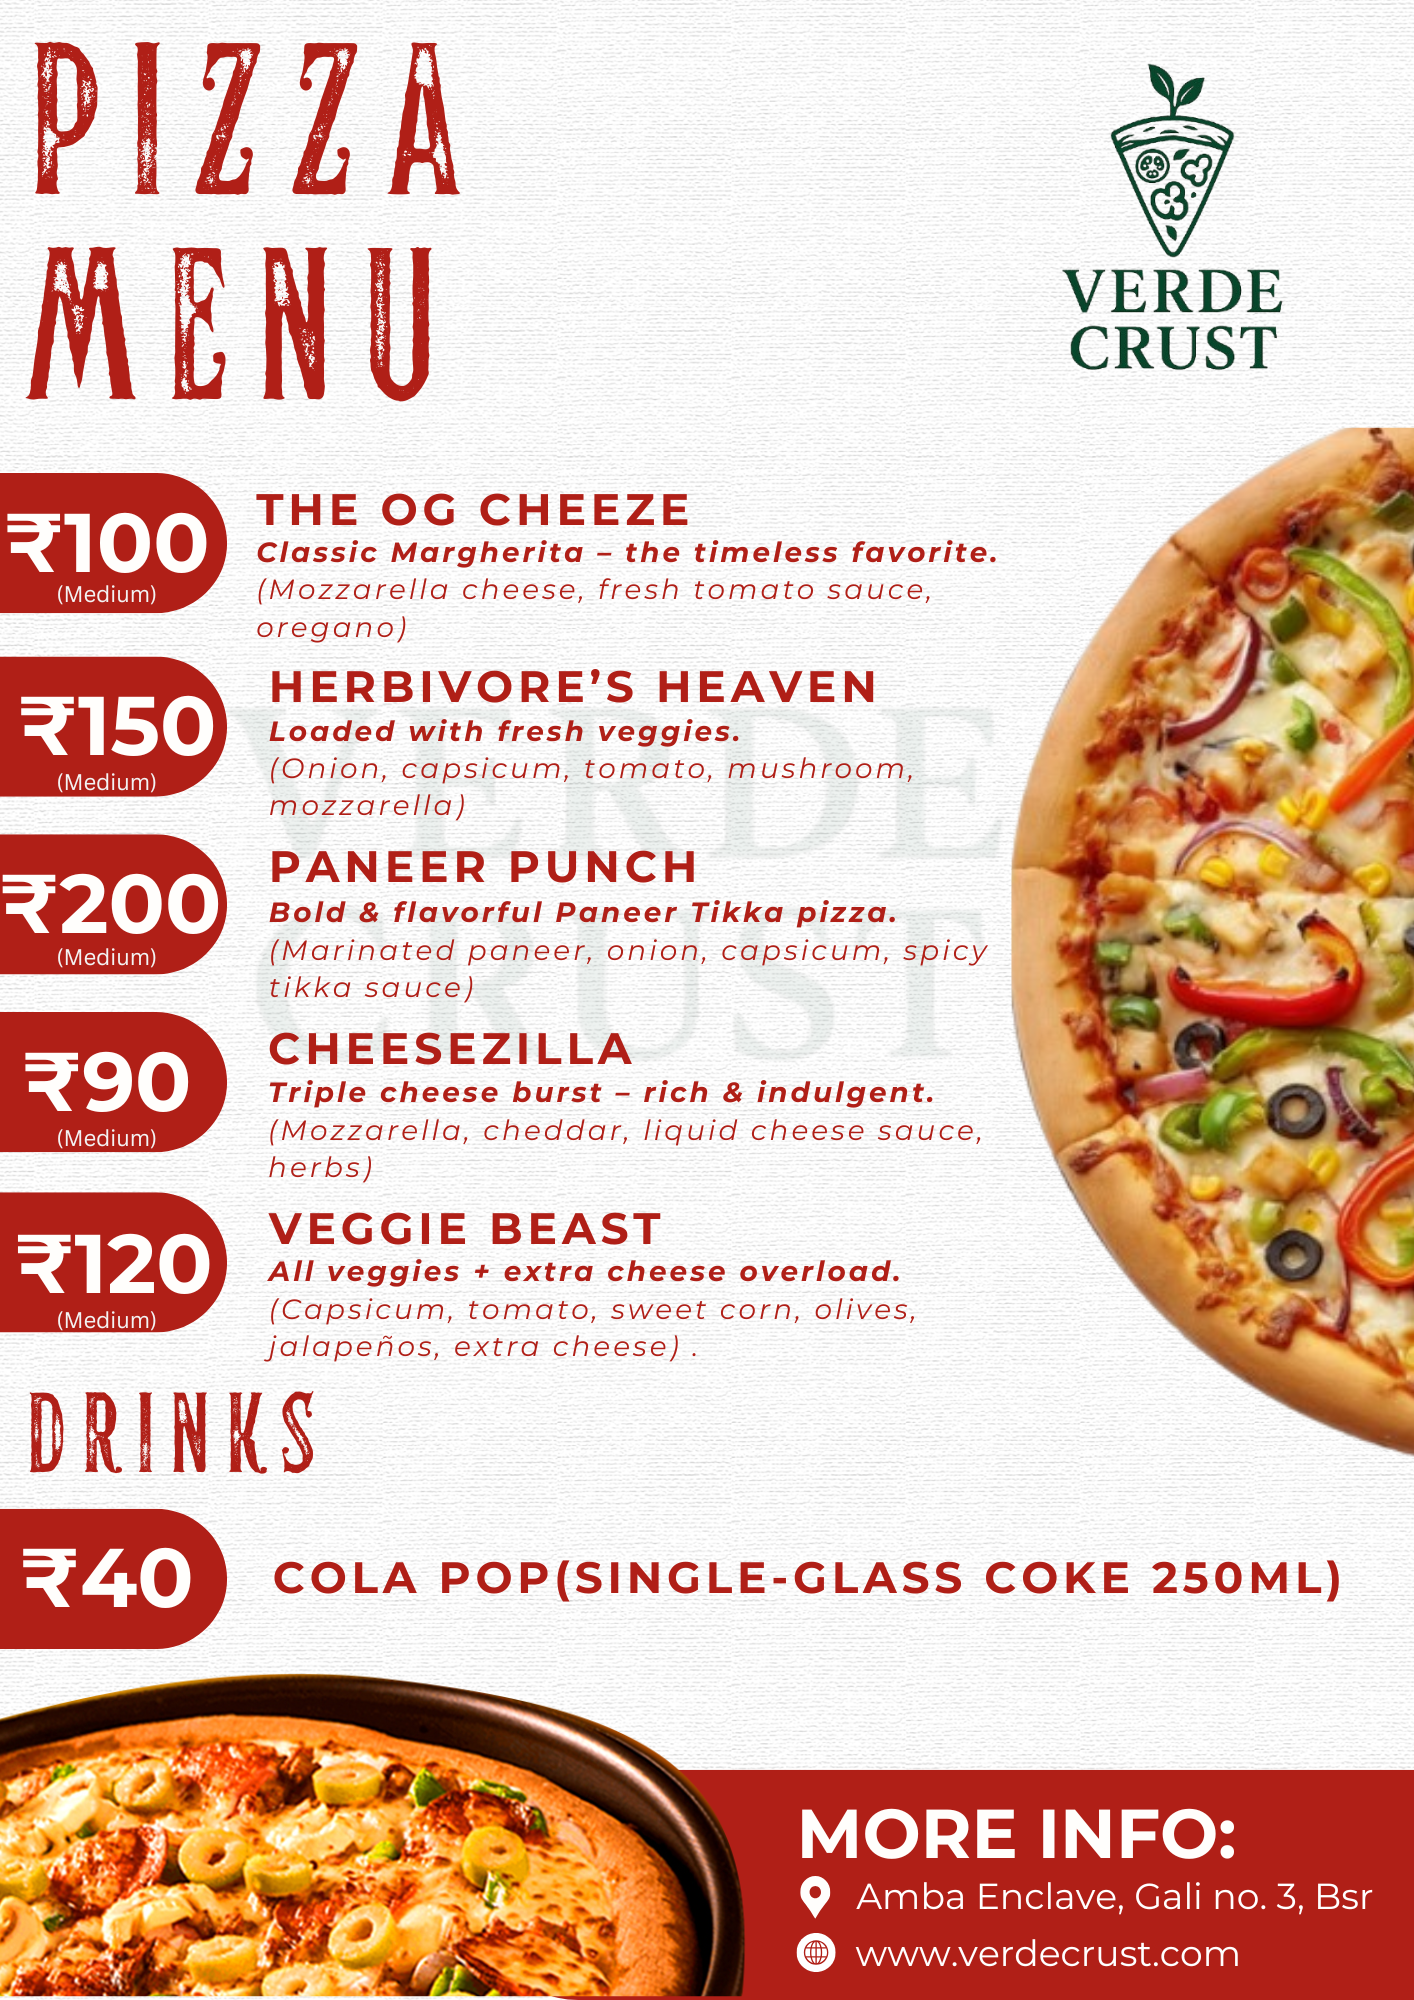 PIZZA
MENU
VERDE
CRUST
₹100
(Medium)
THE OG CHEEZE
Classic Margherita – the timeless favorite.
(Mozzarella cheese, fresh tomato sauce,
oregano)
₹150
(Medium)
HERBIVORE’S HEAVEN
Loaded with fresh veggies.
(Onion, capsicum, tomato, mushroom,
mozzarella)
VERDE
CRUST
₹200
(Medium)
PANEER PUNCH
Bold & flavorful Paneer Tikka pizza.
(Marinated paneer, onion, capsicum, spicy
tikka sauce)
₹90
(Medium)
CHEESEZILLA
Triple cheese burst – rich & indulgent.
(Mozzarella, cheddar, liquid cheese sauce,
herbs)
₹120
(Medium)
VEGGIE BEAST
All veggies + extra cheese overload.
(Capsicum, tomato, sweet corn, olives,
jalapeños, extra cheese) .
DRINKS
₹40
COLA POP(SINGLE-GLASS COKE 250ML)
MORE INFO:
Amba Enclave, Gali no. 3, Bsr
www.verdecrust.com